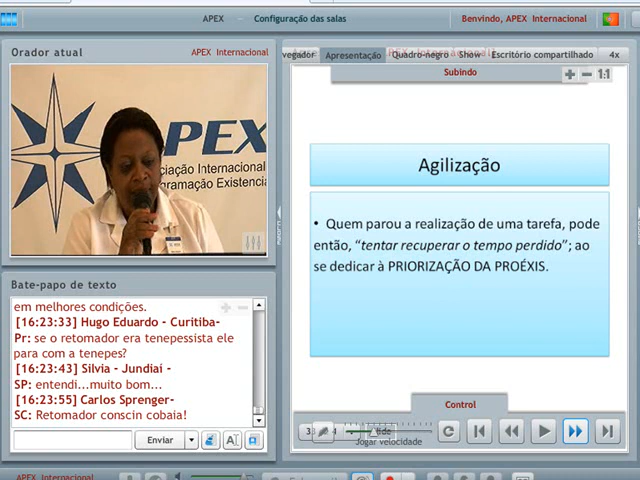 APEX – Configuração das salas
Benvindo, APEX Internacional
Orador atual
APEX Internacional
APEX
ciação Internacional
gramação Existencia
Bate-papo de texto
em melhores condições.
[16:23:33] Hugo Eduardo - Curitiba-
Pr: se o retomador era tenepessista ele
para com a tenepes?
[16:23:43] Silvia - Jundiaí -
SP: entendi...muito bom...
[16:23:55] Carlos Sprenger-
SC: Retomador conscin cobaia!
Enviar
APEX Internacional
vegador Apresentação Quadro-negro Show Escritório compartilhado 4x
Subindo
1:1
Agilização
• Quem parou a realização de uma tarefa, pode
então, “tentar recuperar o tempo perdido”; ao
se dedicar à PRIORIZAÇÃO DA PROÉXIS.
Control
Jogar velocidade